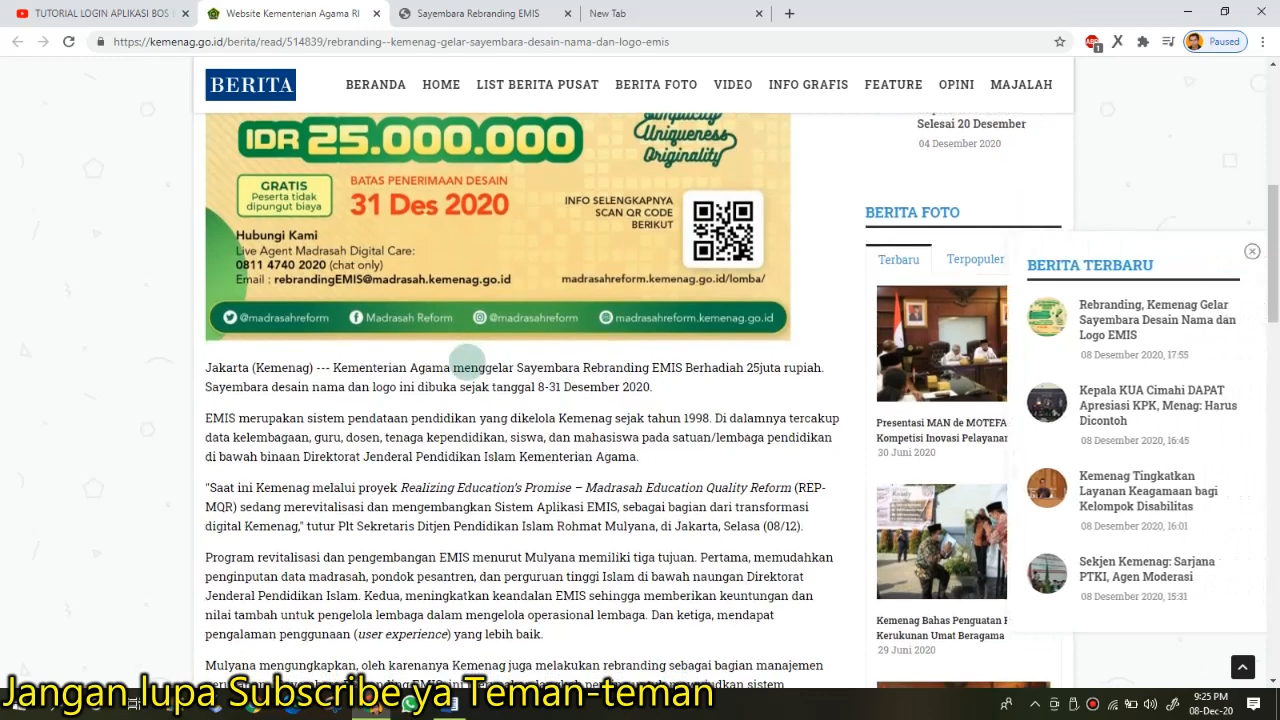 TUTORIAL LOGIN APLIKASI BOS
Website Kementerian Agama RI
Sayembara Rebranding EMIS
New Tab
https://kemenag.go.id/berita/read/514839/rebranding--kemenag-gelar-sayembara-desain-nama-dan-logo-emis
1
Paused
BERITA
BERANDA HOME LIST BERITA PUSAT BERITA FOTO VIDEO INFO GRAFIS FEATURE OPINI MAJALAH
IDR 25.000.000
Simplicity
Uniqueness
Originality
GRATIS
Peserta tidak
dipungut biaya
BATAS PENERIMAAN DESAIN
31 Des 2020
INFO SELENGKAPNYA
SCAN QR CODE
BERIKUT
Hubungi Kami
Live Agent Madrasah Digital Care:
0811 4740 2020 (chat only)
Email : rebrandingEMIS@madrasah.kemenag.go.id
madrasahreform.kemenag.go.id/lomba/
@madrasahreform Madrasah Reform @madrasahreform madrasahreform.kemenag.go.id
Jakarta (Kemenag) --- Kementerian Agama menggelar Sayembara Rebranding EMIS Berhadiah 25juta rupiah.
Sayembara desain nama dan logo ini dibuka sejak tanggal 8-31 Desember 2020.
EMIS merupakan sistem pendataan pendidikan yang dikelola Kemenag sejak tahun 1998. Di dalamnya tercakup
data kelembagaan, guru, dosen, tenaga kependidikan, siswa, dan mahasiswa pada satuan/lembaga pendidikan
di bawah binaan Direktorat Jenderal Pendidikan Islam Kementerian Agama.
"Saat ini Kemenag melalui proyek Realizing Education's Promise – Madrasah Education Quality Reform (REP-
MQR) sedang merevitalisasi dan mengembangkan Sistem Aplikasi EMIS, sebagai bagian dari transformasi
digital Kemenag," tutur Plt Sekretaris Ditjen Pendidikan Islam Rohmat Mulyana, di Jakarta, Selasa (08/12).
Program revitalisasi dan pengembangan EMIS menurut Mulyana memiliki tiga tujuan. Pertama, memudahkan
penginputan data madrasah, pondok pesantren, dan perguruan tinggi Islam di bawah naungan Direktorat
Jenderal Pendidikan Islam. Kedua, meningkatkan keandalan EMIS sehingga memberikan keuntungan dan
nilai tambah untuk pengelola lembaga dalam mengelola operasional lembaga. Dan ketiga, mendapat
pengalaman penggunaan (user experience) yang lebih baik.
Mulyana mengungkapkan, oleh karenanya Kemenag juga melakukan rebranding sebagai bagian manajemen
Selesai 20 Desember
04 Desember 2020
BERITA FOTO
Terbaru Terpopuler
Presentasi MAN de MOTEFA
Kompetisi Inovasi Pelayanan
30 Juni 2020
Kemenag Bahas Penguatan
Kerukunan Umat Beragama
29 Juni 2020
BERITA TERBARU
Rebranding, Kemenag Gelar
Sayembara Desain Nama dan
Logo EMIS
08 Desember 2020, 17:55
Kepala KUA Cimahi DAPAT
Apresiasi KPK, Menag: Harus
Dicontoh
08 Desember 2020, 16:45
Kemenag Tingkatkan
Layanan Keagamaan bagi
Kelompok Disabilitas
08 Desember 2020, 16:01
Sekjen Kemenag: Sarjana
PTKI, Agen Moderasi
08 Desember 2020, 15:31
Jangan lupa Subscribe ya Teman-teman
9:25 PM
08-Dec-20